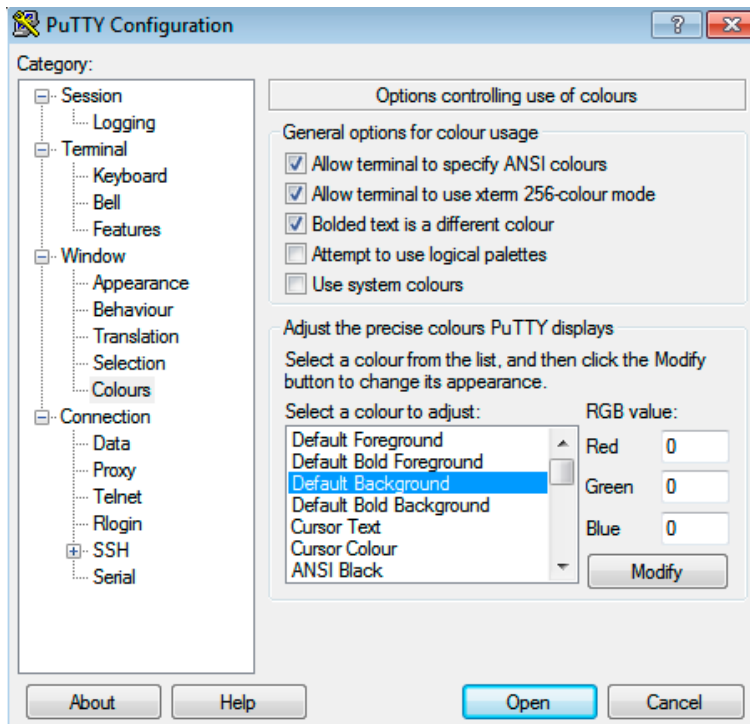 PuTTY Configuration
Category:
Session
Logging
Terminal
Keyboard
Bell
Features
Window
Appearance
Behaviour
Translation
Selection
Colours
Connection
Data
Proxy
Telnet
Rlogin
SSH
Serial
Options controlling use of colours
General options for colour usage
Allow terminal to specify ANSI colours
Allow terminal to use xterm 256-colour mode
Bolded text is a different colour
Attempt to use logical palettes
Use system colours
Adjust the precise colours PuTTY displays
Select a colour from the list, and then click the Modify
button to change its appearance.
Select a colour to adjust:
Default Foreground
Default Bold Foreground
Default Background
Default Bold Background
Cursor Text
Cursor Colour
ANSI Black
RGB value:
Red 0
Green 0
Blue 0
Modify
About Help Open Cancel